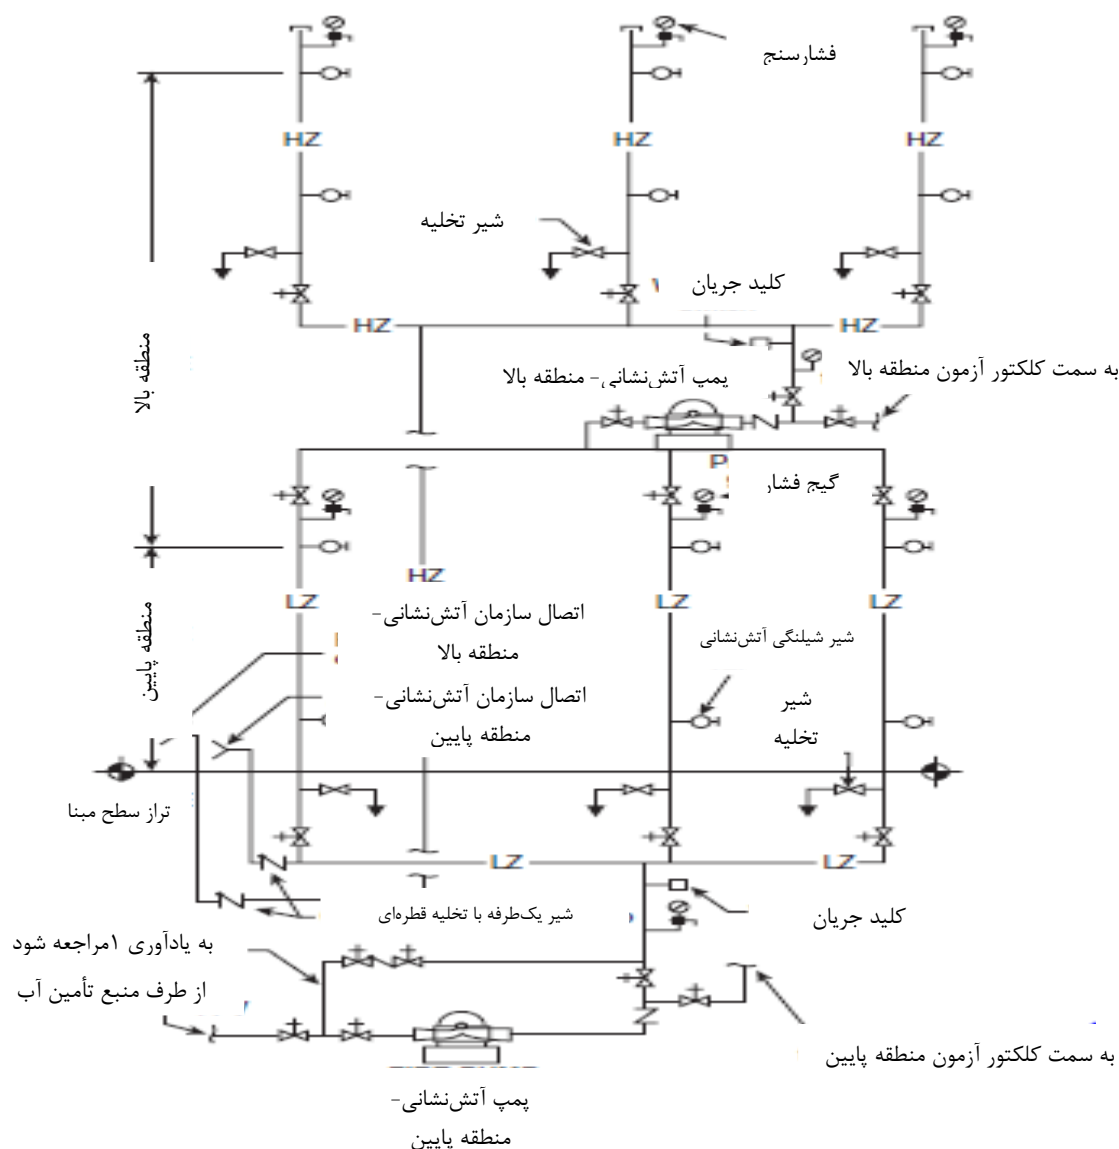 فشارسنج
HZ
HZ
HZ
شیر تخلیه
کلید جریان
HZ
HZ
منطقه بالا
پمپ آتش‌نشانی- منطقه بالا
به سمت کلکتور آزمون منطقه بالا
P
گیج فشار
HZ
LZ
LZ
LZ
اتصال سازمان آتش‌نشانی-
منطقه بالا
شیر شیلنگی آتش‌نشانی
منطقه پایین
اتصال سازمان آتش‌نشانی-
منطقه پایین
شیر
تخلیه
تراز سطح مبنا
LZ
LZ
شیر یک‌طرفه با تخلیه قطره‌ای
کلید جریان
به یادآوری ۱مراجعه شود
از طرف منبع تأمین آب
به سمت کلکتور آزمون منطقه پایین
پمپ آتش‌نشانی-
منطقه پایین